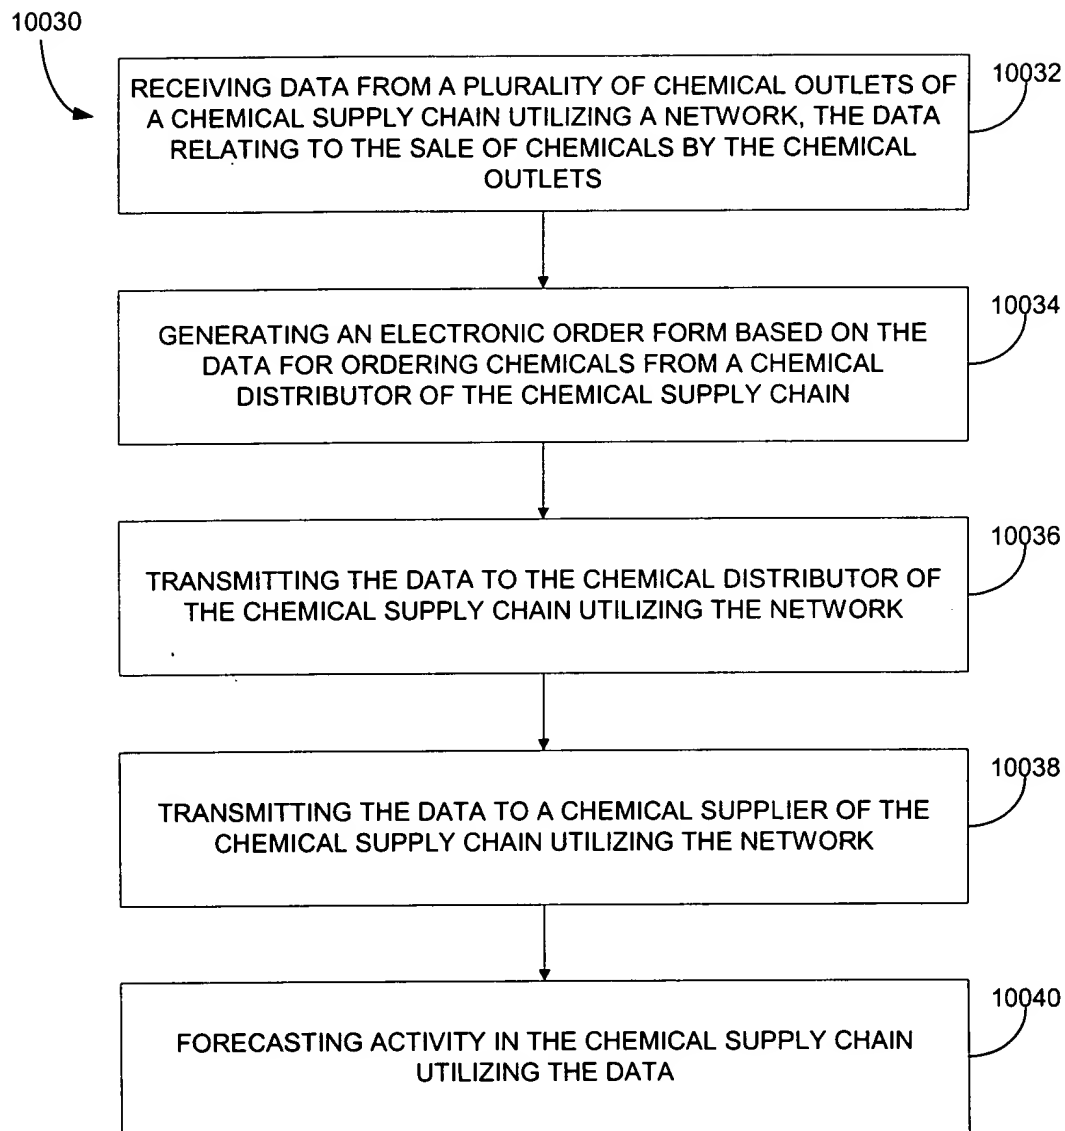 10030
RECEIVING DATA FROM A PLURALITY OF CHEMICAL OUTLETS OF
A CHEMICAL SUPPLY CHAIN UTILIZING A NETWORK, THE DATA
RELATING TO THE SALE OF CHEMICALS BY THE CHEMICAL
OUTLETS
10032
GENERATING AN ELECTRONIC ORDER FORM BASED ON THE
DATA FOR ORDERING CHEMICALS FROM A CHEMICAL
DISTRIBUTOR OF THE CHEMICAL SUPPLY CHAIN
10034
TRANSMITTING THE DATA TO THE CHEMICAL DISTRIBUTOR OF
THE CHEMICAL SUPPLY CHAIN UTILIZING THE NETWORK
10036
TRANSMITTING THE DATA TO A CHEMICAL SUPPLIER OF THE
CHEMICAL SUPPLY CHAIN UTILIZING THE NETWORK
10038
FORECASTING ACTIVITY IN THE CHEMICAL SUPPLY CHAIN
UTILIZING THE DATA
10040